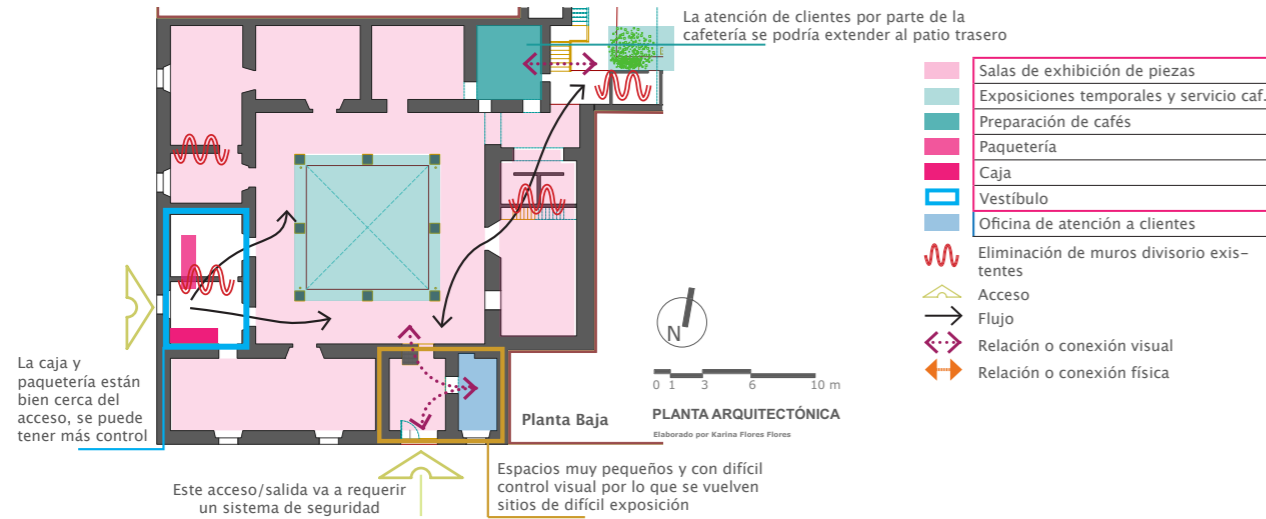 La atención de clientes por parte de la
cafetería se podría extender al patio trasero
Salas de exhibición de piezas
Exposiciones temporales y servicio caf.
Preparación de cafés
Paquetería
Caja
Vestíbulo
Oficina de atención a clientes
Eliminación de muros divisorio exis-
tentes
Acceso
Flujo
Relación o conexión visual
Relación o conexión física
N
0 1 3 6 10 m
PLANTA ARQUITECTÓNICA
Elaborado por Karina Flores Flores
Planta Baja
La caja y
paquetería están
bien cerca del
acceso, se puede
tener más control
Este acceso/salida va a requerir
un sistema de seguridad
Espacios muy pequeños y con difícil
control visual por lo que se vuelven
sitios de difícil exposición